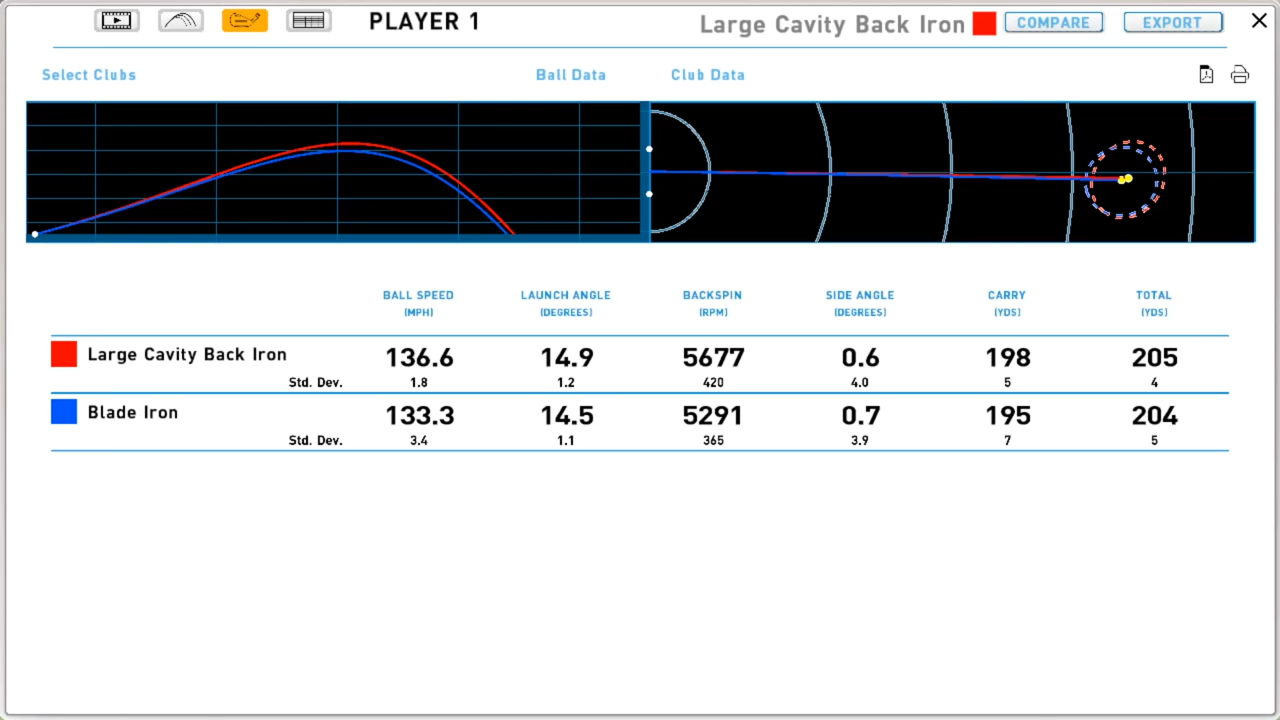 PLAYER 1
Large Cavity Back Iron COMPARE EXPORT
Select Clubs Ball Data Club Data
BALL SPEED LAUNCH ANGLE BACKSPIN SIDE ANGLE CARRY TOTAL
(MPH) (DEGREES) (RPM) (DEGREES) (YDS) (YDS)
Large Cavity Back Iron 136.6 14.9 5677 0.6 198 205
Std. Dev. 1.8 1.2 420 4.0 5 4
Blade Iron 133.3 14.5 5291 0.7 195 204
Std. Dev. 3.4 1.1 365 3.9 7 5